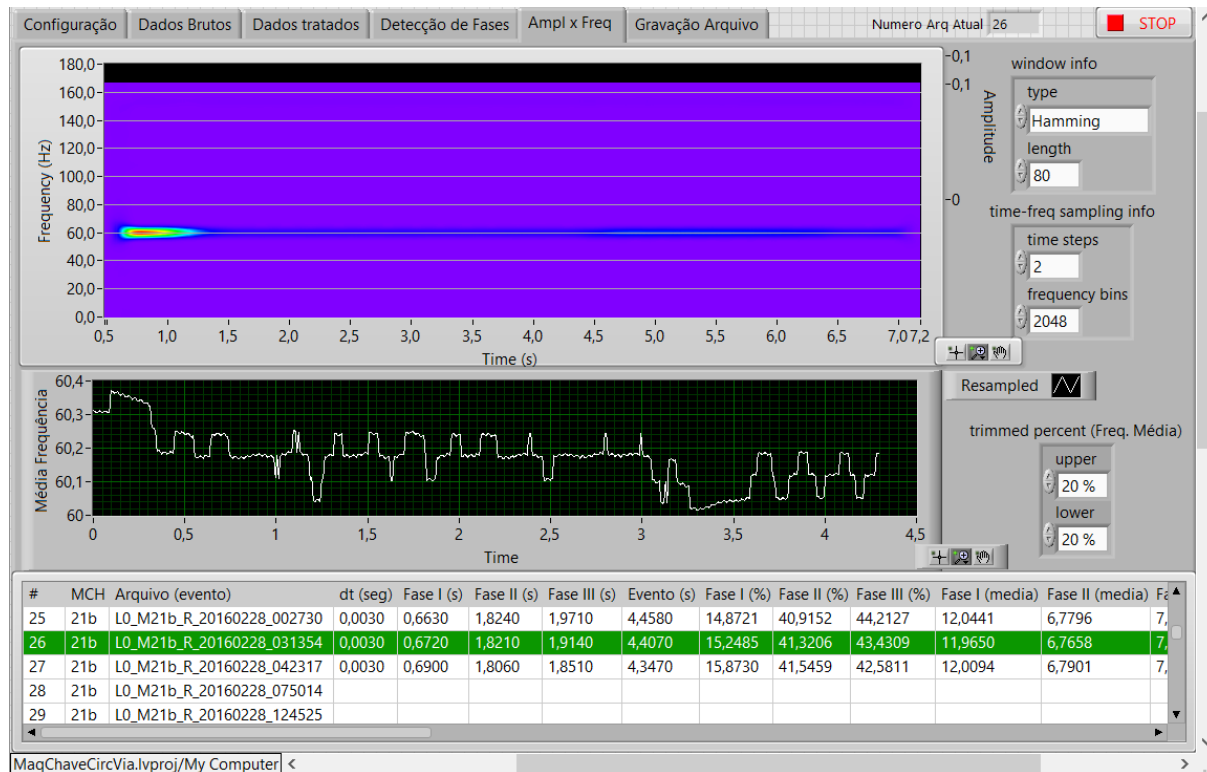 Configuração Dados Brutos Dados tratados Detecção de Fases Ampl x Freq Gravação Arquivo Numero Arq Atual 26 STOP
180,0
160,0
140,0
120,0
100,0
80,0
60,0
40,0
20,0
0,0
Frequency (Hz)
0,5 1,0 1,5 2,0 2,5 3,0 3,5 4,0 4,5 5,0 5,5 6,0 6,5 7,0 7,2
Time (s)
-0,1
-0,1
-0
Amplitude
window info
type
Hamming
length
80
time-freq sampling info
time steps
2
frequency bins
2048
60,4
60,3
60,2
60,1
60
Média Frequência
0 0,5 1 1,5 2 2,5 3 3,5 4 4,5
Time
Resampled
trimmed percent (Freq. Média)
upper
20 %
lower
20 %
# MCH Arquivo (evento) dt (seg) Fase I (s) Fase II (s) Fase III (s) Evento (s) Fase I (%) Fase II (%) Fase III (%) Fase I (media) Fase II (media) Fa
25 21b L0_M21b_R_20160228_002730 0,0030 0,6630 1,8240 1,9710 4,4580 14,8721 40,9152 44,2127 12,0441 6,7796 7,
26 21b L0_M21b_R_20160228_031354 0,0030 0,6720 1,8210 1,9140 4,4070 15,2485 41,3206 43,4309 11,9650 6,7658 7,
27 21b L0_M21b_R_20160228_042317 0,0030 0,6900 1,8060 1,8510 4,3470 15,8730 41,5459 42,5811 12,0094 6,7901 7,
28 21b L0_M21b_R_20160228_075014
29 21b L0_M21b_R_20160228_124525
MaqChaveCircVia.lvproj/My Computer